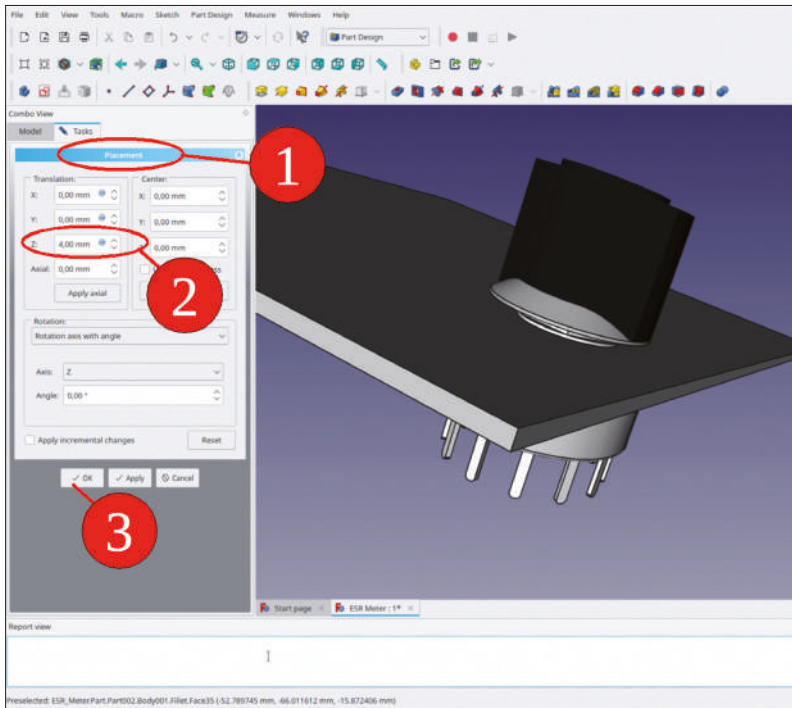 File Edit View Tools Macro Sketch Part Design Measure Windows Help
Part Design
Combo View
Model Tasks
Placement
1
Translation: Center:
X: 0,00 mm X: 0,00 mm
Y: 0,00 mm Y: 0,00 mm
Z: 4,00 mm 0,00 mm
Axial: 0,00 mm
Apply axial
2
Rotation:
Rotation axis with angle
Axis: Z
Angle: 0,00 °
Apply incremental changes Reset
OK Apply Cancel
3
Start page ESR Meter : 1*
Report view
Preselected: ESR_Meter.Part.Part002.Body001.Fillet.Face35 (-52.789745 mm, -66.011612 mm, -15.872406 mm)